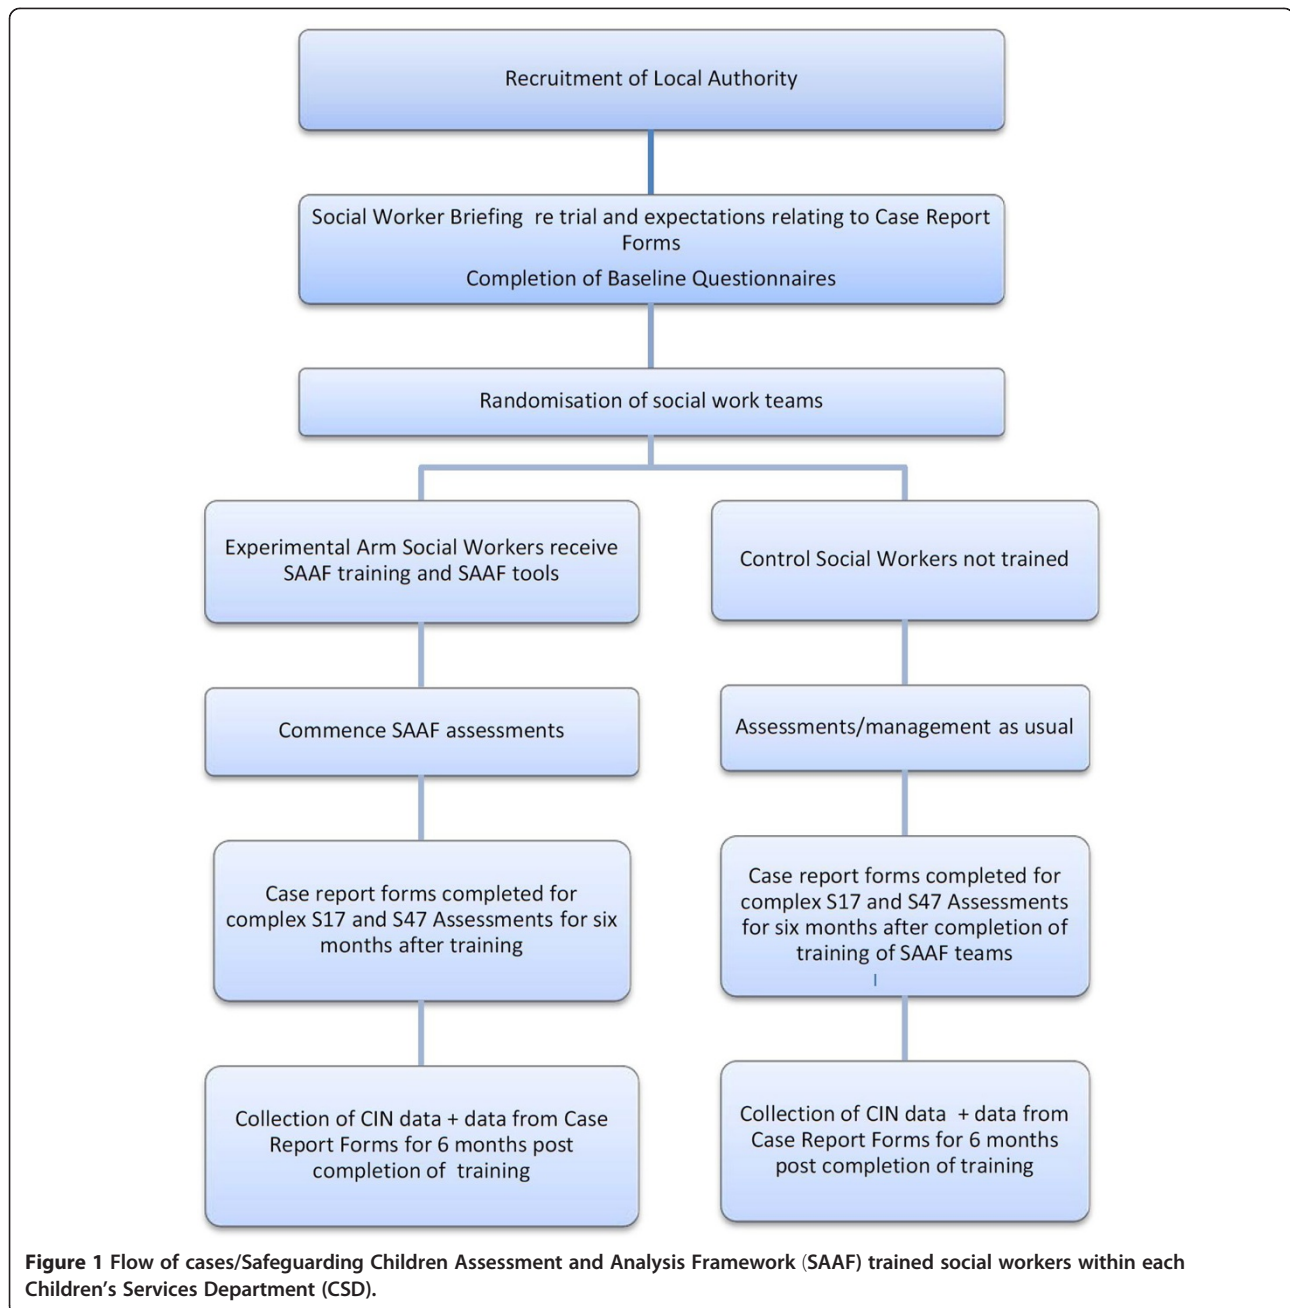 Recruitment of Local Authority
Social Worker Briefing re trial and expectations relating to Case Report
Forms
Completion of Baseline Questionnaires
Randomisation of social work teams
Experimental Arm Social Workers receive
SAAF training and SAAF tools
Control Social Workers not trained
Commence SAAF assessments
Assessments/management as usual
Case report forms completed for
complex S17 and S47 Assessments for six
months after training
Case report forms completed for
complex S17 and S47 Assessments
for six months after completion of
training of SAAF teams
Collection of CIN data + data from Case
Report Forms for 6 months post
completion of training
Collection of CIN data + data from
Case Report Forms for 6 months
post completion of training
Figure 1 Flow of cases/Safeguarding Children Assessment and Analysis Framework (SAAF) trained social workers within each
Children's Services Department (CSD).